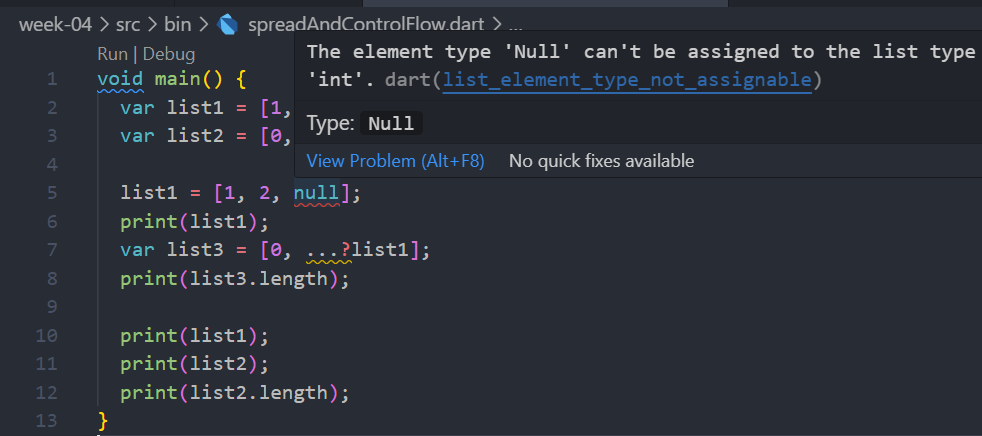 week-04 > src > bin > spreadAndControlFlow.dart > ...
The element type 'Null' can't be assigned to the list type
'int'. dart(list_element_type_not_assignable)
Type: Null
View Problem (Alt+F8) No quick fixes available
Run | Debug
1 void main() {
2 var list1 = [1,
3 var list2 = [0,
4
5 list1 = [1, 2, null];
6 print(list1);
7 var list3 = [0, ...?list1];
8 print(list3.length);
9
10 print(list1);
11 print(list2);
12 print(list2.length);
13 }